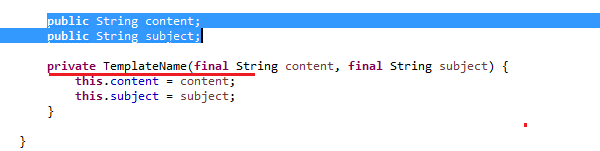 public String content;
public String subject;
private TemplateName(final String content, final String subject) {
this.content = content;
this.subject = subject;
}
}